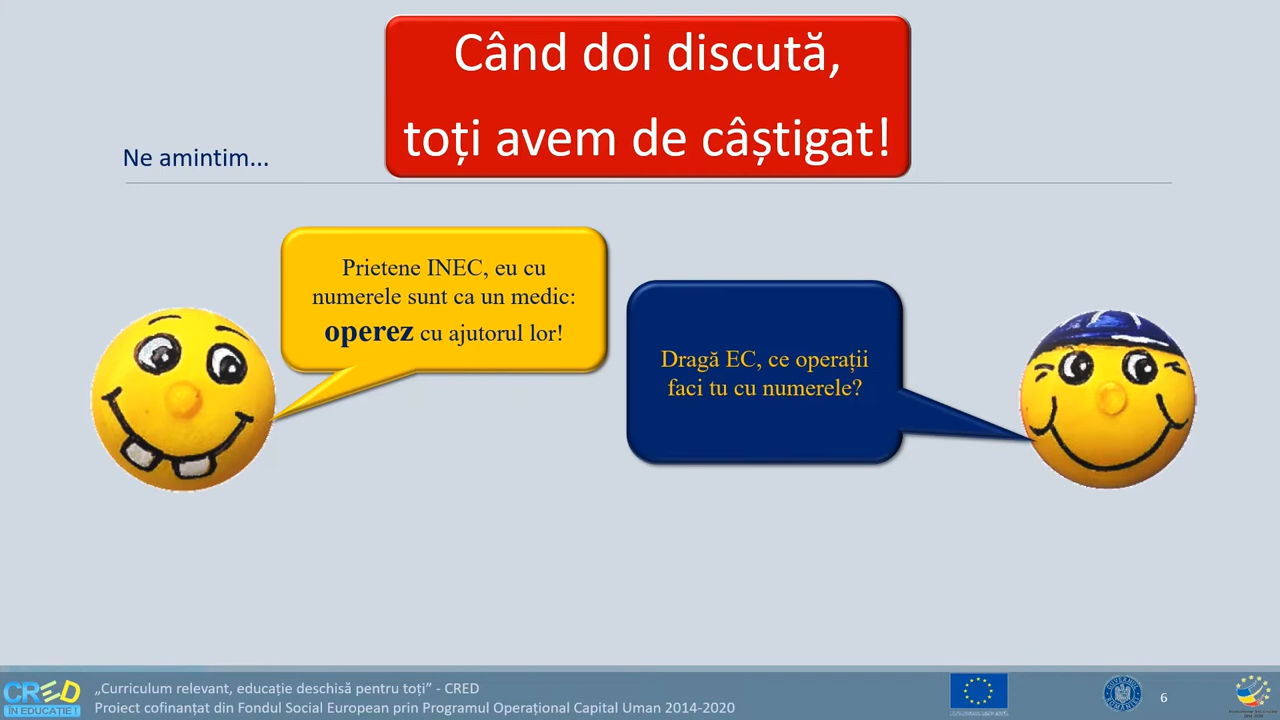 Când doi discută,
toți avem de câștigat!
Ne amintim...
Prietene INEC, eu cu
numerele sunt ca un medic:
operez cu ajutorul lor!
Dragă EC, ce operații
faci tu cu numerele?
CRED
ÎN EDUCAȚIE !
„Curriculum relevant, educație deschisă pentru toți” - CRED
Proiect cofinanțat din Fondul Social European prin Programul Operațional Capital Uman 2014-2020
6